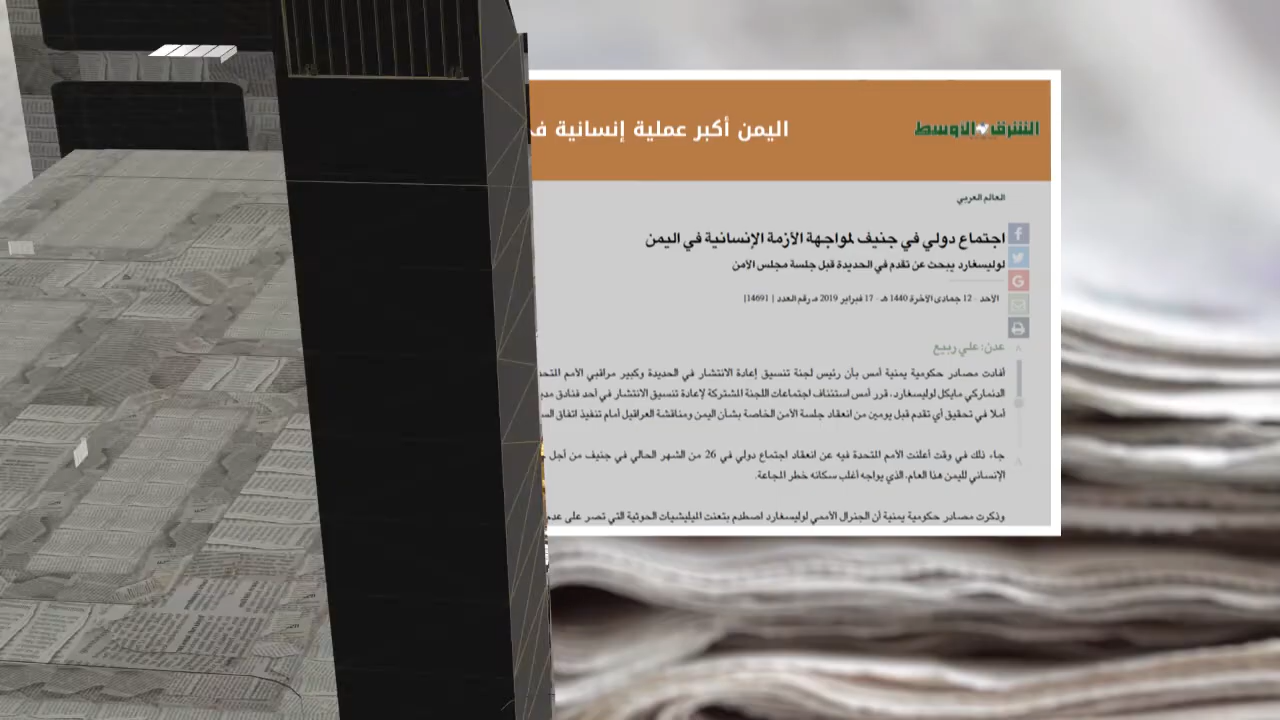 اليمن أكبر عملية إنسانية
الشرق الأوسط
العالم العربي
اجتماع دولي في جنيف لمواجهة الأزمة الإنسانية في اليمن
لوليسغارد يبحث عن تقدم في الحديدة قبل جلسة مجلس الأمن
الأحد - 12 جمادى الآخرة 1440 هـ - 17 فبراير 2019 مـ رقم العدد [ 14691]
عدن: علي ربيع
أفادت مصادر حكومية يمنية أمس بأن رئيس لجنة تنسيق إعادة الانتشار في الحديدة وكبير مراقبي الأمم
الدنماركي مايكل لوليسغارد، قرر أمس استئناف اجتماعات اللجنة المشتركة لإعادة تنسيق الانتشار في أحد فنادق
أملا في تحقيق أي تقدم قبل يومين من انعقاد جلسة الأمن الخاصة بشأن اليمن ومناقشة العراقيل أمام تنفيذ اتفاق
جاء ذلك في وقت أعلنت الأمم المتحدة فيه عن انعقاد اجتماع دولي في 26 من الشهر الحالي في جنيف من أجل
الإنساني لليمن هذا العام، الذي يواجه أغلب سكانه خطر المجاعة.
وذكرت مصادر حكومية يمنية أن الجنرال الأممي لوليسغارد اصطدم بتعنت الميليشيات الحوثية التي تصر على